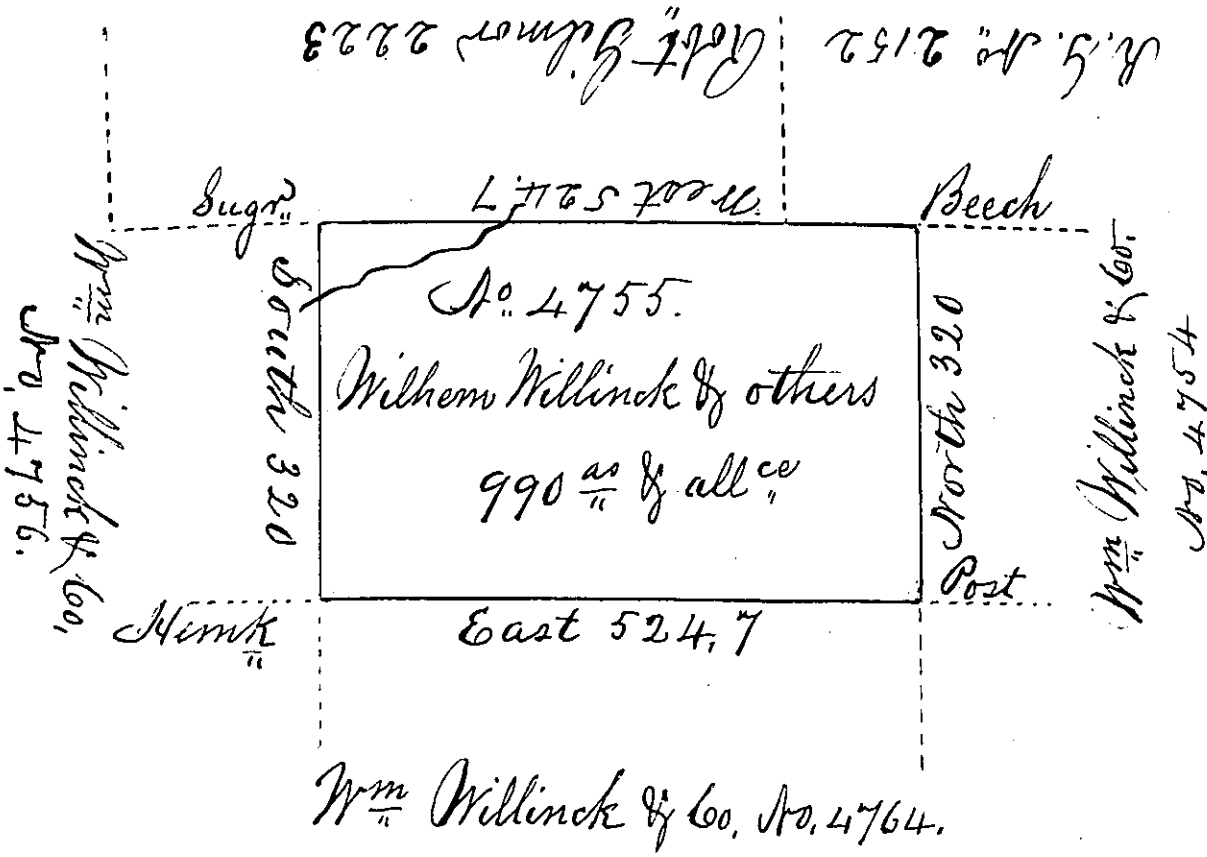 Robt Gilmor 2223
R.G. No 2152
Sugr
West 524.7
Beech
South 320
No. 4755.
Wilhem Willinck & others
990 as & allce
North 320
Wm Willinck & Co,
No, 4756.
Wm Willinck & Co.
No. 4754
Hemk
East 524,7
Post
Wm Willinck & Co, No, 4764.